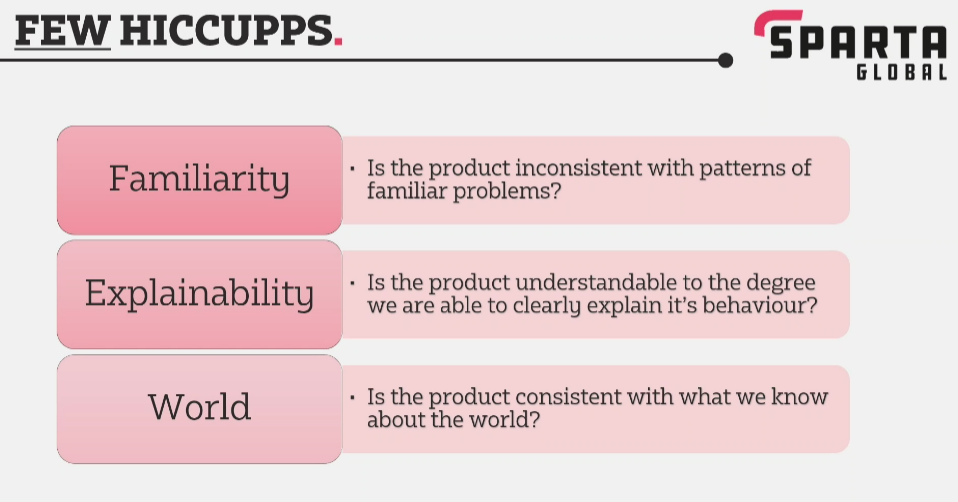 FEW HICCUPPS.
SPARTA
GLOBAL
Familiarity
• Is the product inconsistent with patterns of
familiar problems?
Explainability
• Is the product understandable to the degree
we are able to clearly explain it's behaviour?
World
• Is the product consistent with what we know
about the world?